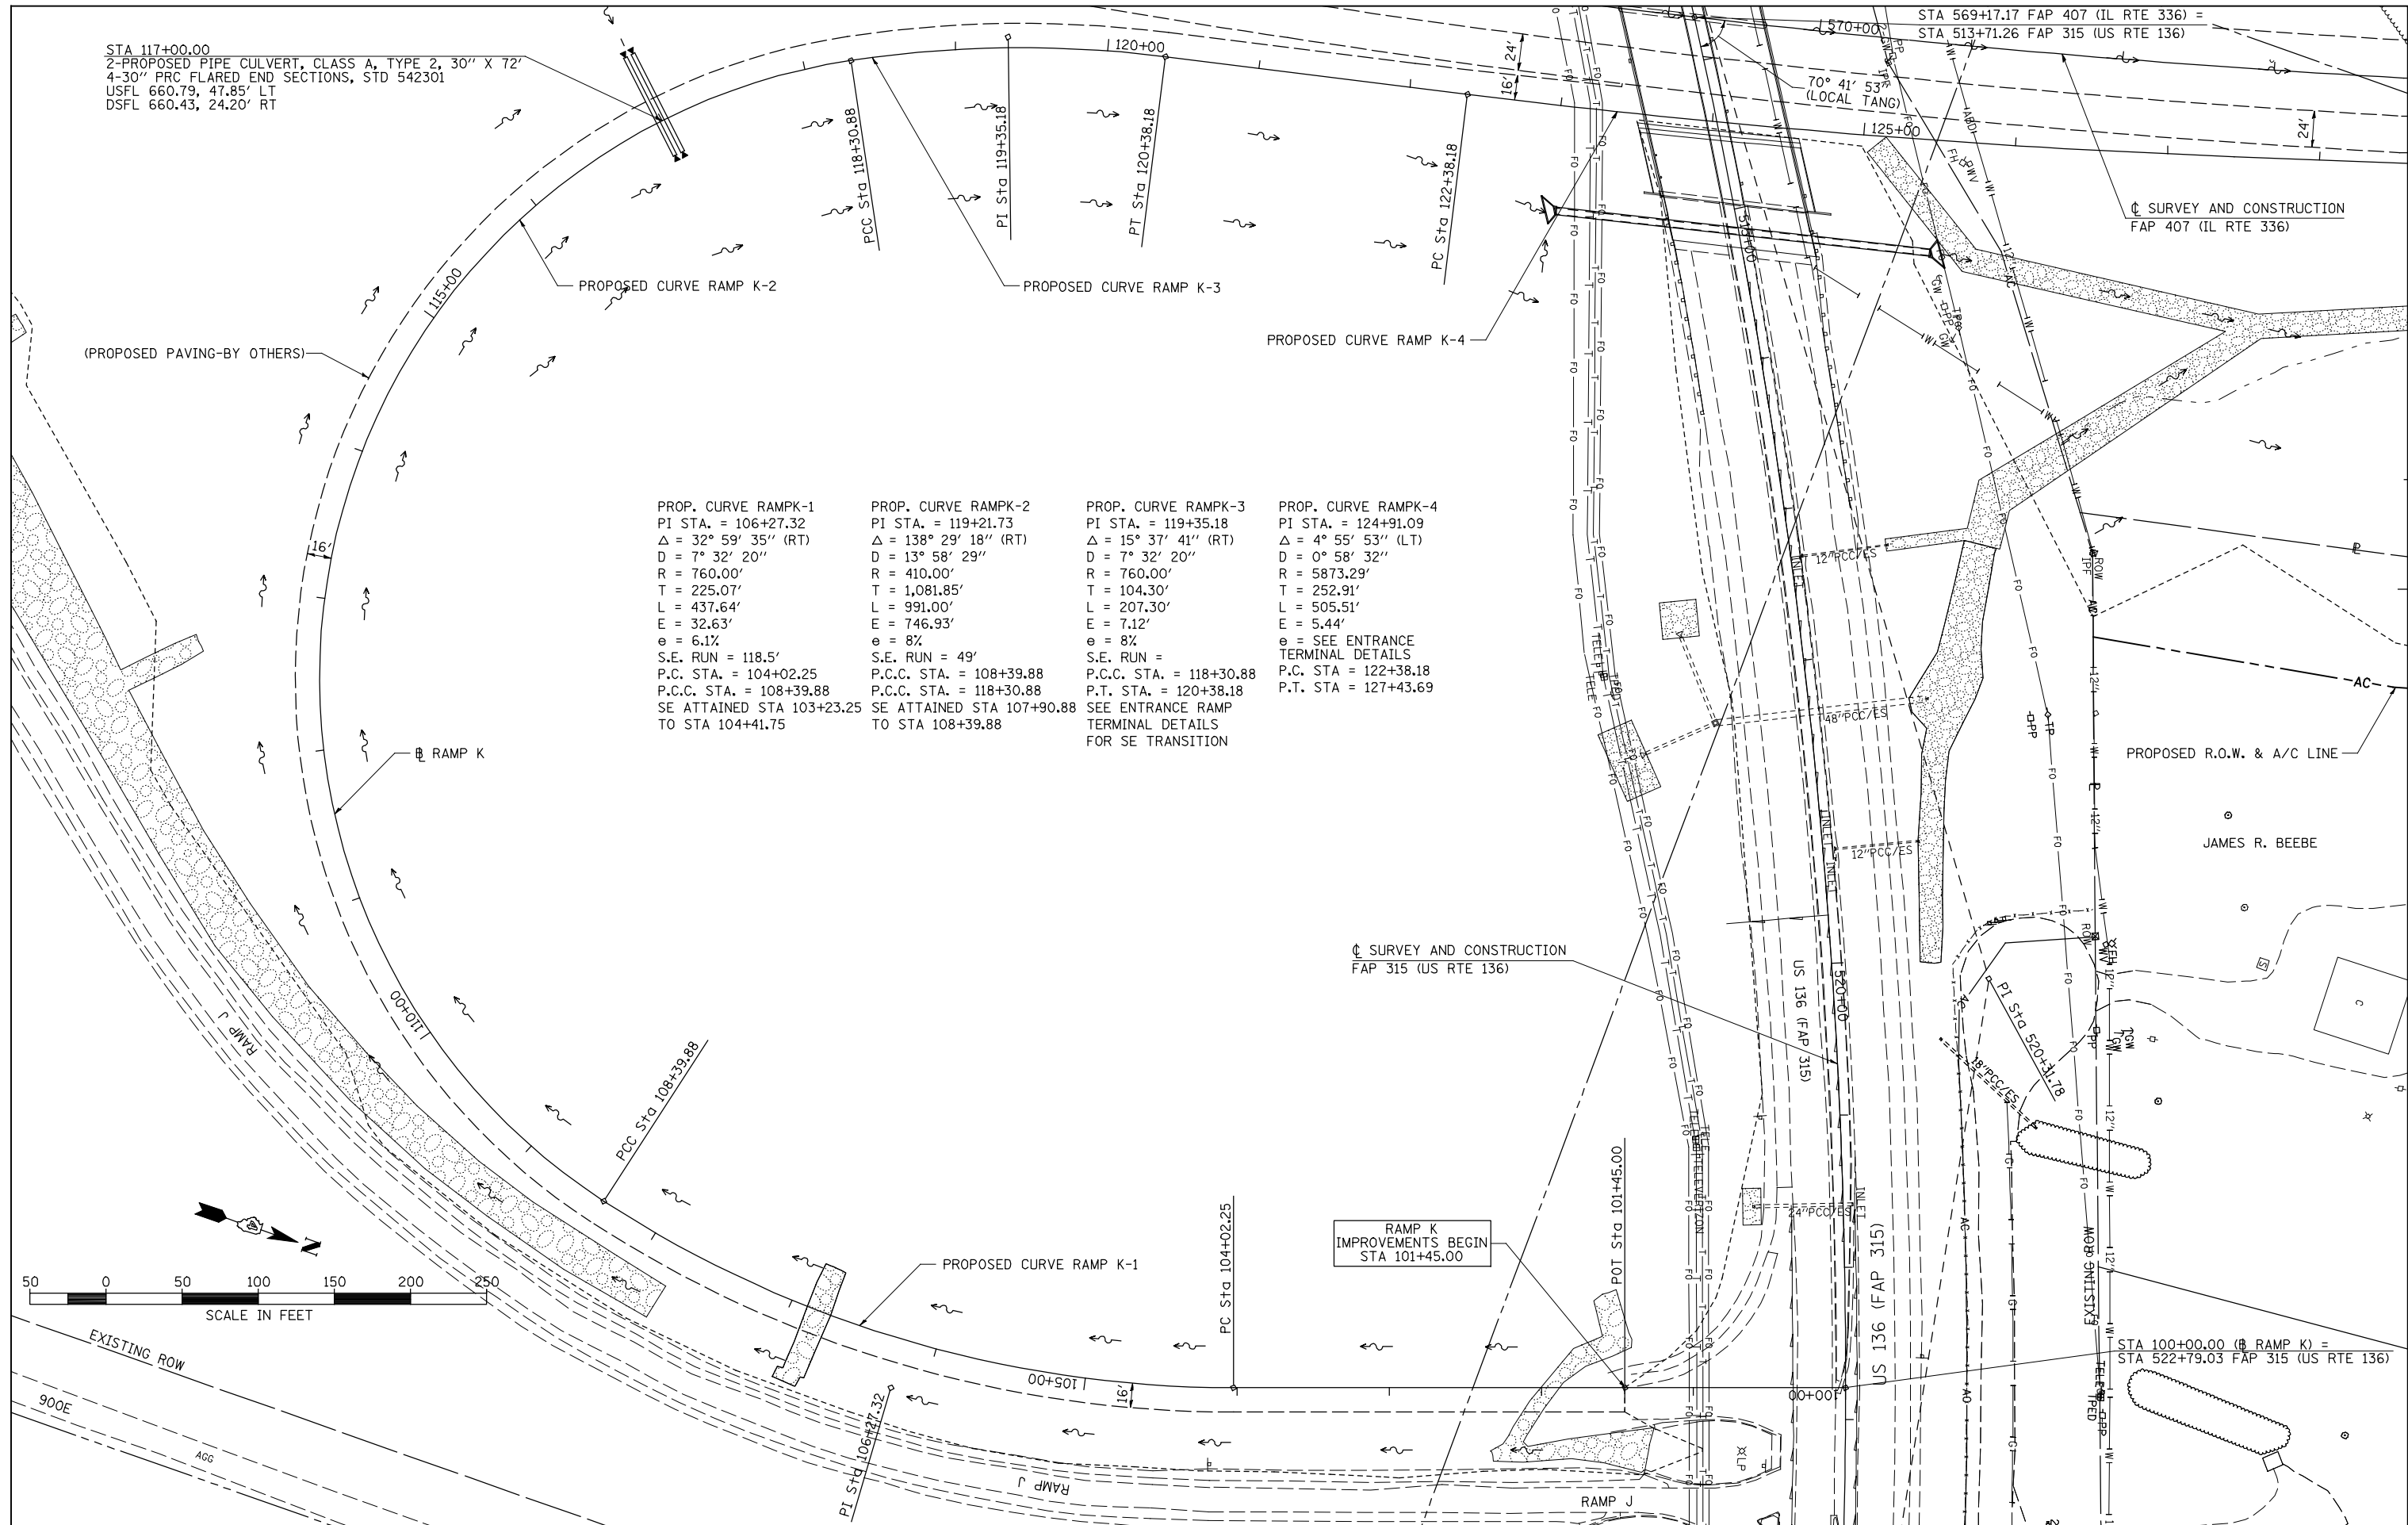 STA 117+00.00
2-PROPOSED PIPE CULVERT, CLASS A, TYPE 2, 30'' X 72'
4-30'' PRC FLARED END SECTIONS, STD 542301
USFL 660.79, 47.85' LT
DSFL 660.43, 24.20' RT
120+00
24'
16'
570+00
STA 569+17.17 FAP 407 (IL RTE 336) =
STA 513+71.26 FAP 315 (US RTE 136)
70° 41' 53''
(LOCAL TANG)
125+00
24'
PCC Sta 118+30.88
PI Sta 119+35.18
PT Sta 120+38.18
PC Sta 122+38.18
℄ SURVEY AND CONSTRUCTION
FAP 407 (IL RTE 336)
515+00
115+00
PROPOSED CURVE RAMP K-2
PROPOSED CURVE RAMP K-3
PROPOSED CURVE RAMP K-4
(PROPOSED PAVING-BY OTHERS)
16'
PROP. CURVE RAMPK-1
PI STA. = 106+27.32
Δ = 32° 59' 35'' (RT)
D = 7° 32' 20''
R = 760.00'
T = 225.07'
L = 437.64'
E = 32.63'
e = 6.1%
S.E. RUN = 118.5'
P.C. STA. = 104+02.25
P.C.C. STA. = 108+39.88
SE ATTAINED STA 103+23.25
TO STA 104+41.75
PROP. CURVE RAMPK-2
PI STA. = 119+21.73
Δ = 138° 29' 18'' (RT)
D = 13° 58' 29''
R = 410.00'
T = 1,081.85'
L = 991.00'
E = 746.93'
e = 8%
S.E. RUN = 49'
P.C.C. STA. = 108+39.88
P.C.C. STA. = 118+30.88
SE ATTAINED STA 107+90.88
TO STA 108+39.88
PROP. CURVE RAMPK-3
PI STA. = 119+35.18
Δ = 15° 37' 41'' (RT)
D = 7° 32' 20''
R = 760.00'
T = 104.30'
L = 207.30'
E = 7.12'
e = 8%
S.E. RUN =
P.C.C. STA. = 118+30.88
P.T. STA. = 120+38.18
SEE ENTRANCE RAMP
TERMINAL DETAILS
FOR SE TRANSITION
PROP. CURVE RAMPK-4
PI STA. = 124+91.09
Δ = 4° 55' 53'' (LT)
D = 0° 58' 32''
R = 5873.29'
T = 252.91'
L = 505.51'
E = 5.44'
e = SEE ENTRANCE
TERMINAL DETAILS
P.C. STA = 122+38.18
P.T. STA = 127+43.69
12''PCC/ES
INLET
48''PCC/ES
ROW
IPF
AC
PROPOSED R.O.W. & A/C LINE
JAMES R. BEEBE
12''PCC/ES
INLET
INLET
℄ RAMP K
℄ SURVEY AND CONSTRUCTION
FAP 315 (US RTE 136)
US 136 (FAP 315)
520+00
PI Sta 520+31.78
18''PCC/ES
S
C
110+00
RAMP J
PCC Sta 108+39.88
N
50 0 50 100 150 200 250
SCALE IN FEET
PROPOSED CURVE RAMP K-1
PC Sta 104+02.25
RAMP K
IMPROVEMENTS BEGIN
STA 101+45.00
POT Sta 101+45.00
24''PCC/ES
INLET
US 136 (FAP 315)
EXISTING ROW
STA 100+00.00 (℄ RAMP K) =
STA 522+79.03 FAP 315 (US RTE 136)
EXISTING ROW
900E
AGG
105+00
16'
00+00
PI Sta 106+27.32
RAMP J
RAMP J
LP